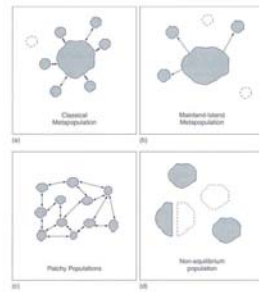 Classical
Metapopulation
(a)
Mainland-Island
Metapopulation
(b)
Patchy Populations
(c)
Non-equilibrium
population
(d)